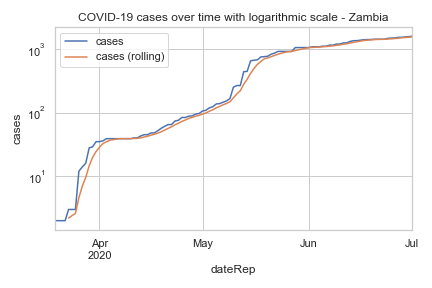 COVID-19 cases over time with logarithmic scale - Zambia
cases
cases (rolling)
10³
10²
10¹
cases
Apr
2020
May
Jun
Jul
dateRep